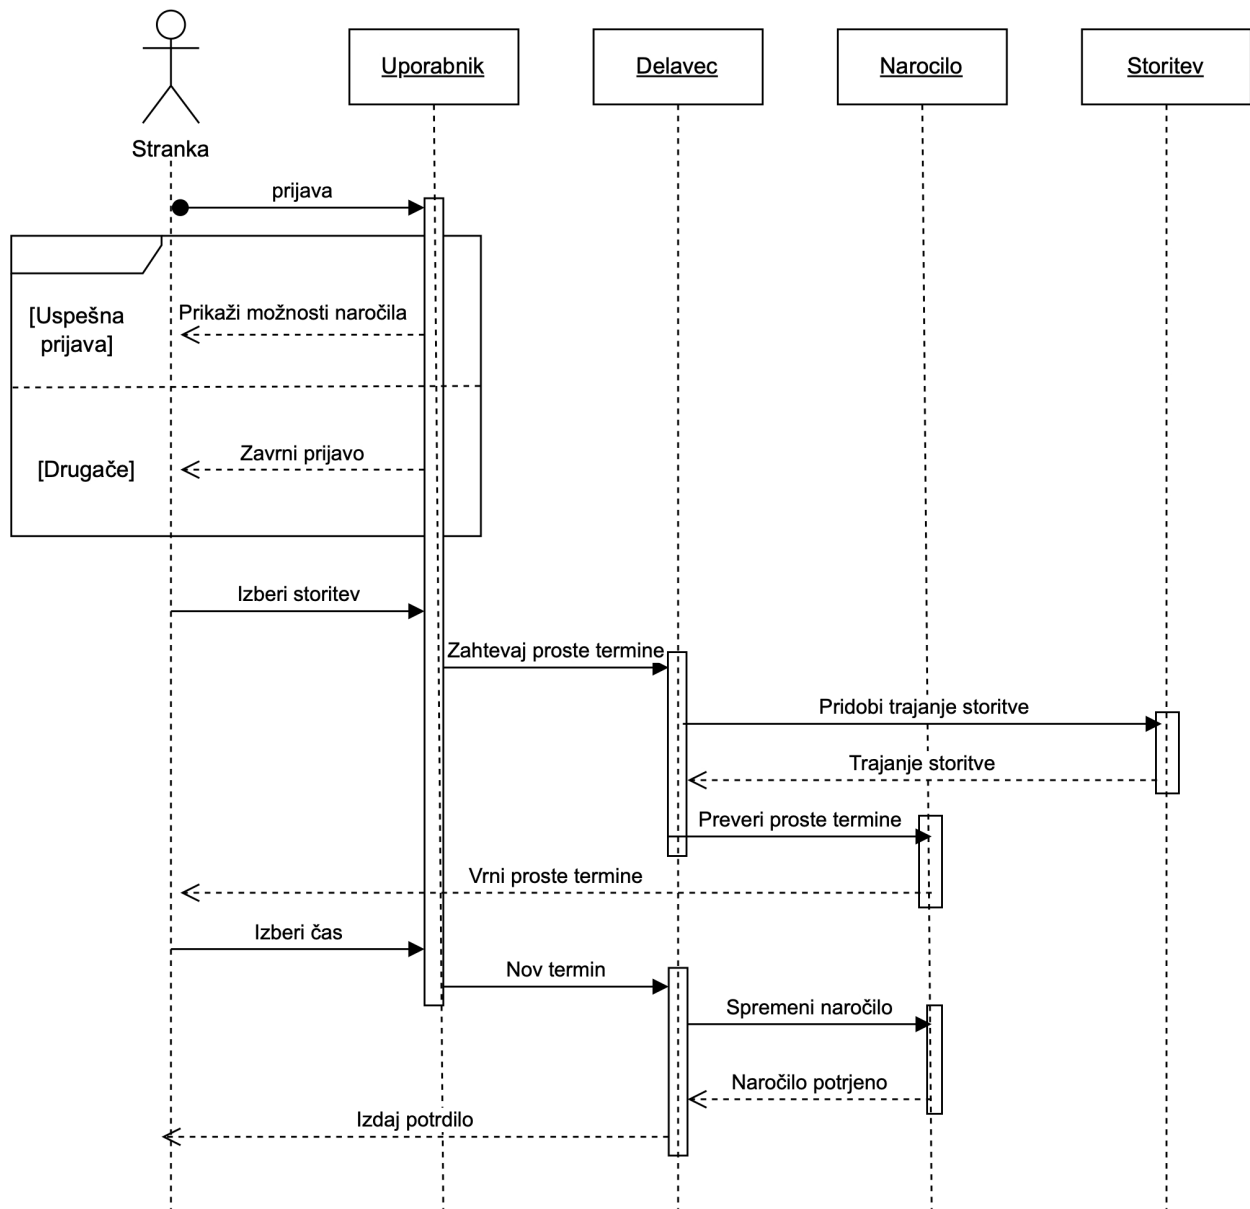 Uporabnik
Delavec
Narocilo
Storitev
Stranka
prijava
Prikaži možnosti naročila
[Uspešna
prijava]
Zavrni prijavo
[Drugače]
Izberi storitev
Zahtevaj proste termine
Pridobi trajanje storitve
Trajanje storitve
Preveri proste termine
Vrni proste termine
Izberi čas
Nov termin
Spremeni naročilo
Naročilo potrjeno
Izdaj potrdilo